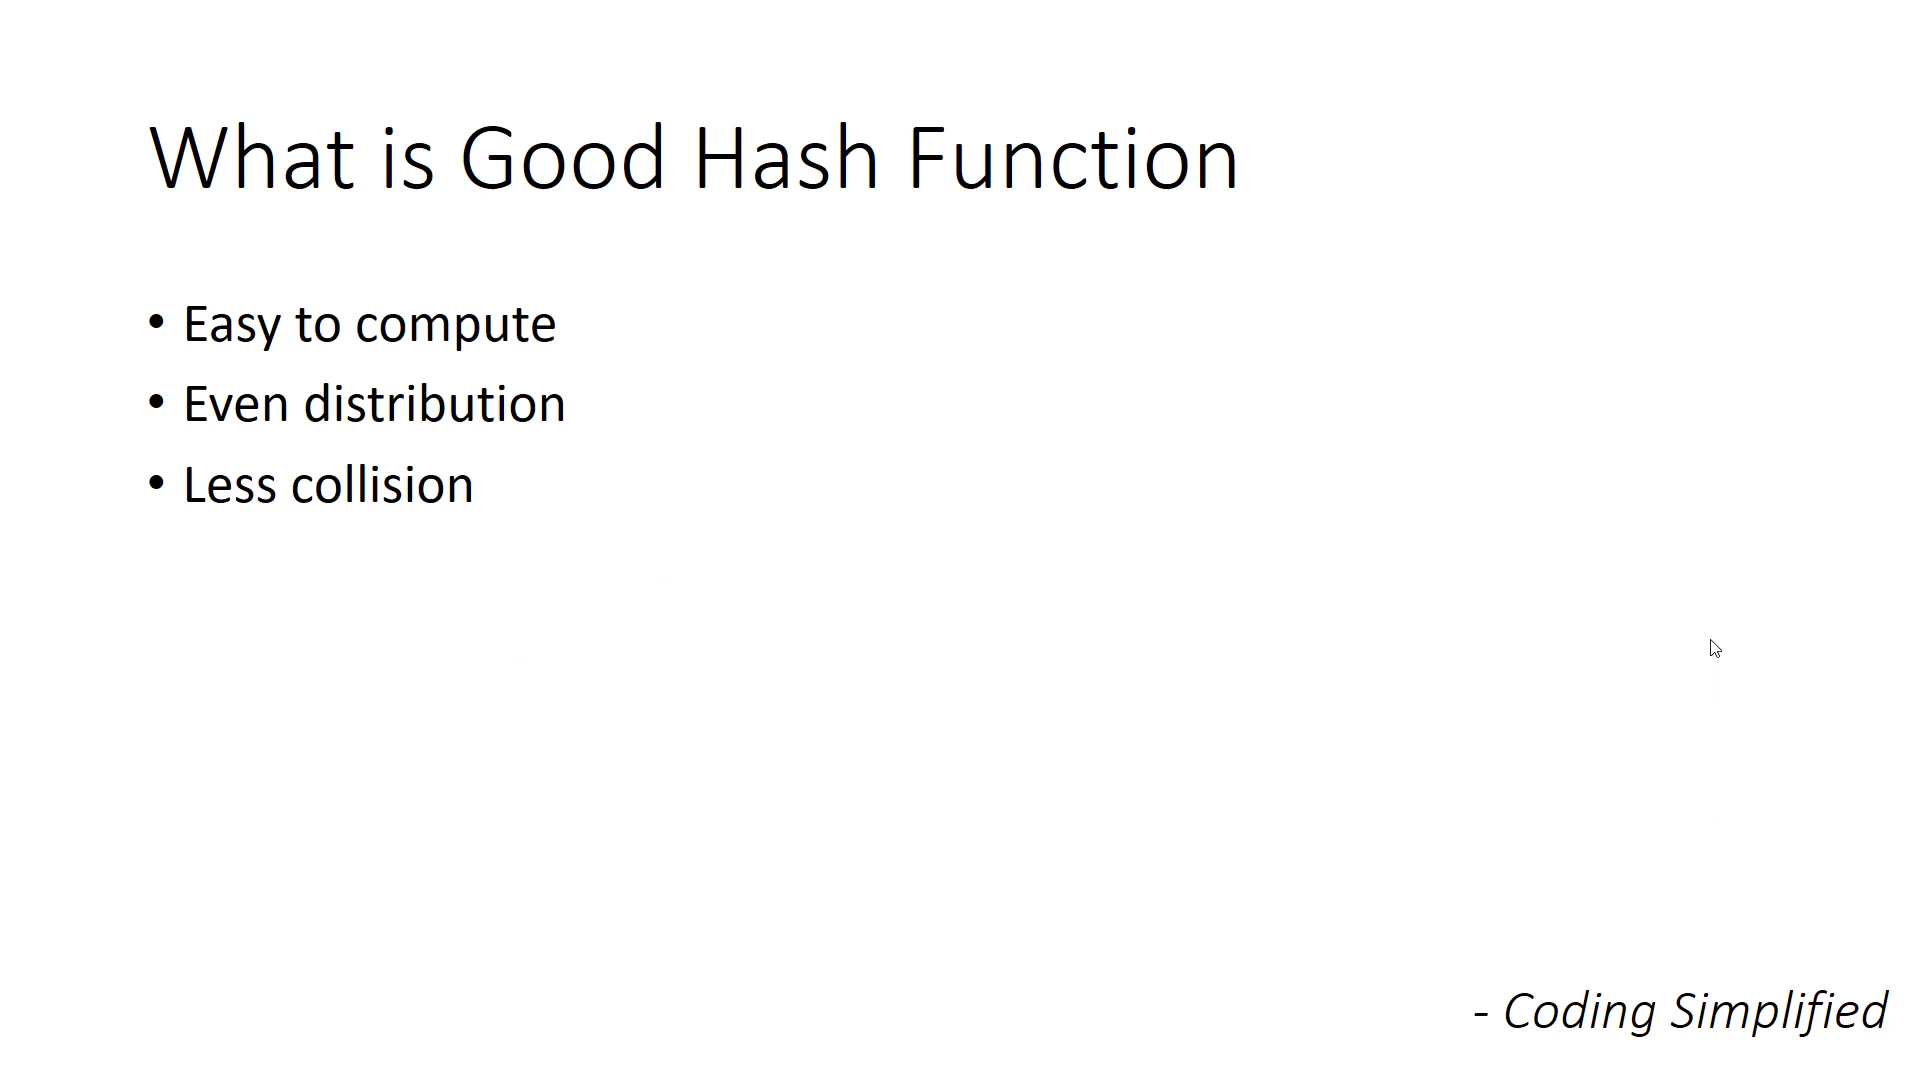 What is Good Hash Function
• Easy to compute
• Even distribution
• Less collision
- Coding Simplified